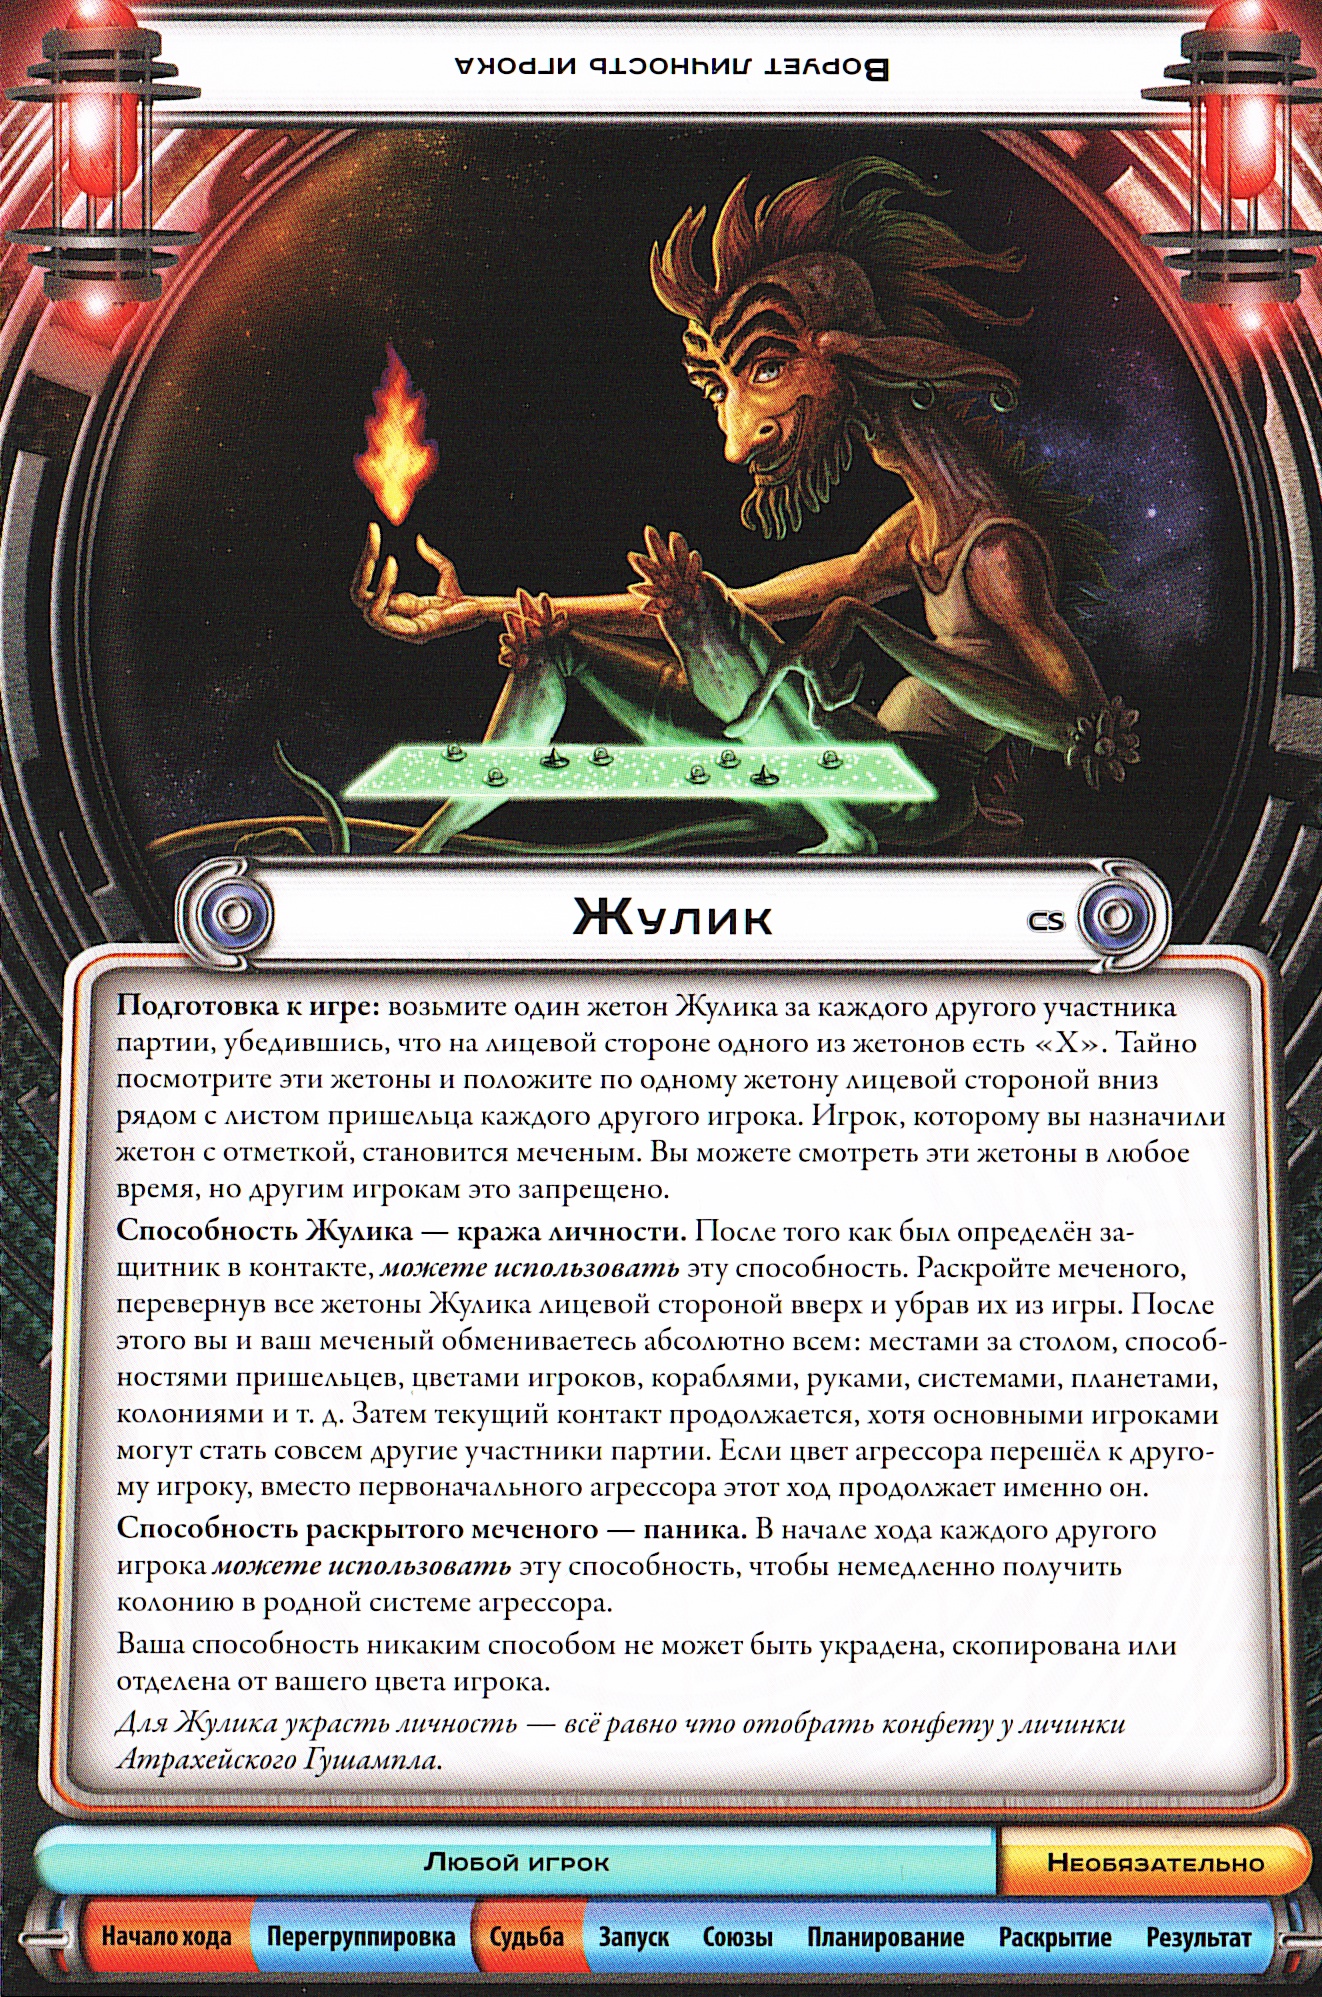 Ворует личность игрока
Жулик
CS
Подготовка к игре: возьмите один жетон Жулика за каждого другого участника
партии, убедившись, что на лицевой стороне одного из жетонов есть «X». Тайно
посмотрите эти жетоны и положите по одному жетону лицевой стороной вниз
рядом с листом пришельца каждого другого игрока. Игрок, которому вы назначили
жетон с отметкой, становится меченым. Вы можете смотреть эти жетоны в любое
время, но другим игрокам это запрещено.
Способность Жулика — кража личности. После того как был определён за-
щитник в контакте, можете использовать эту способность. Раскройте меченого,
перевернув все жетоны Жулика лицевой стороной вверх и убрав их из игры. После
этого вы и ваш меченый обмениваетесь абсолютно всем: местами за столом, способ-
ностями пришельцев, цветами игроков, кораблями, руками, системами, планетами,
колониями и т. д. Затем текущий контакт продолжается, хотя основными игроками
могут стать совсем другие участники партии. Если цвет агрессора перешёл к друго-
му игроку, вместо первоначального агрессора этот ход продолжает именно он.
Способность раскрытого меченого — паника. В начале хода каждого другого
игрока можете использовать эту способность, чтобы немедленно получить
колонию в родной системе агрессора.
Ваша способность никаким способом не может быть украдена, скопирована или
отделена от вашего цвета игрока.
Для Жулика украсть личность — всё равно что отобрать конфету у личинки
Атрахейского Гушампла.
Любой игрок
Необязательно
Начало хода Перегруппировка Судьба Запуск Союзы Планирование Раскрытие Результат